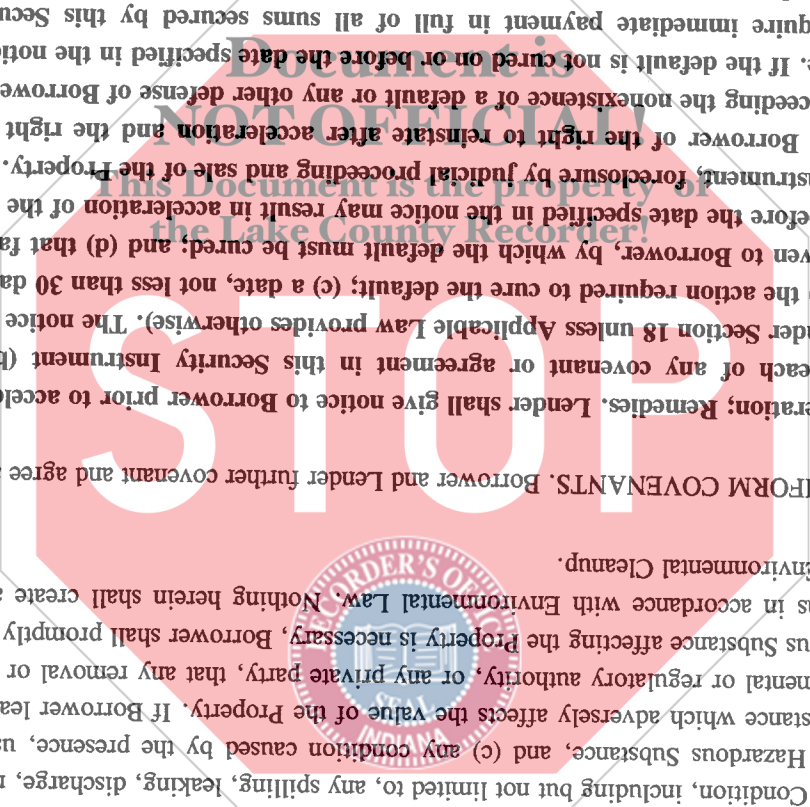 Document is
NOT OFFICIAL!
This Document is the property of
the Lake County Recorder!
STOP
RECORDER'S OFFICE
SEAL
INDIANA
Condition, including but not limited to, any spilling, leaking, discharge, r
Hazardous Substance, and (c) any condition caused by the presence, us
stance which adversely affects the value of the Property. If Borrower lear
mental or regulatory authority, or any private party, that any removal or
us Substance affecting the Property is necessary, Borrower shall promptly
ns in accordance with Environmental Law. Nothing herein shall create a
Environmental Cleanup.
IFORM COVENANTS. Borrower and Lender further covenant and agree a
eration; Remedies. Lender shall give notice to Borrower prior to accele
each of any covenant or agreement in this Security Instrument (b
nder Section 18 unless Applicable Law provides otherwise). The notice
the action required to cure the default; (c) a date, not less than 30 da
ven to Borrower, by which the default must be cured; and (d) that fa
efore the date specified in the notice may result in acceleration of the
strument, foreclosure by judicial proceeding and sale of the Property.
Borrower of the right to reinstate after acceleration and the right
ceeding the nonexistence of a default or any other defense of Borrowe
e. If the default is not cured on or before the date specified in the notic
quire immediate payment in full of all sums secured by this Secu